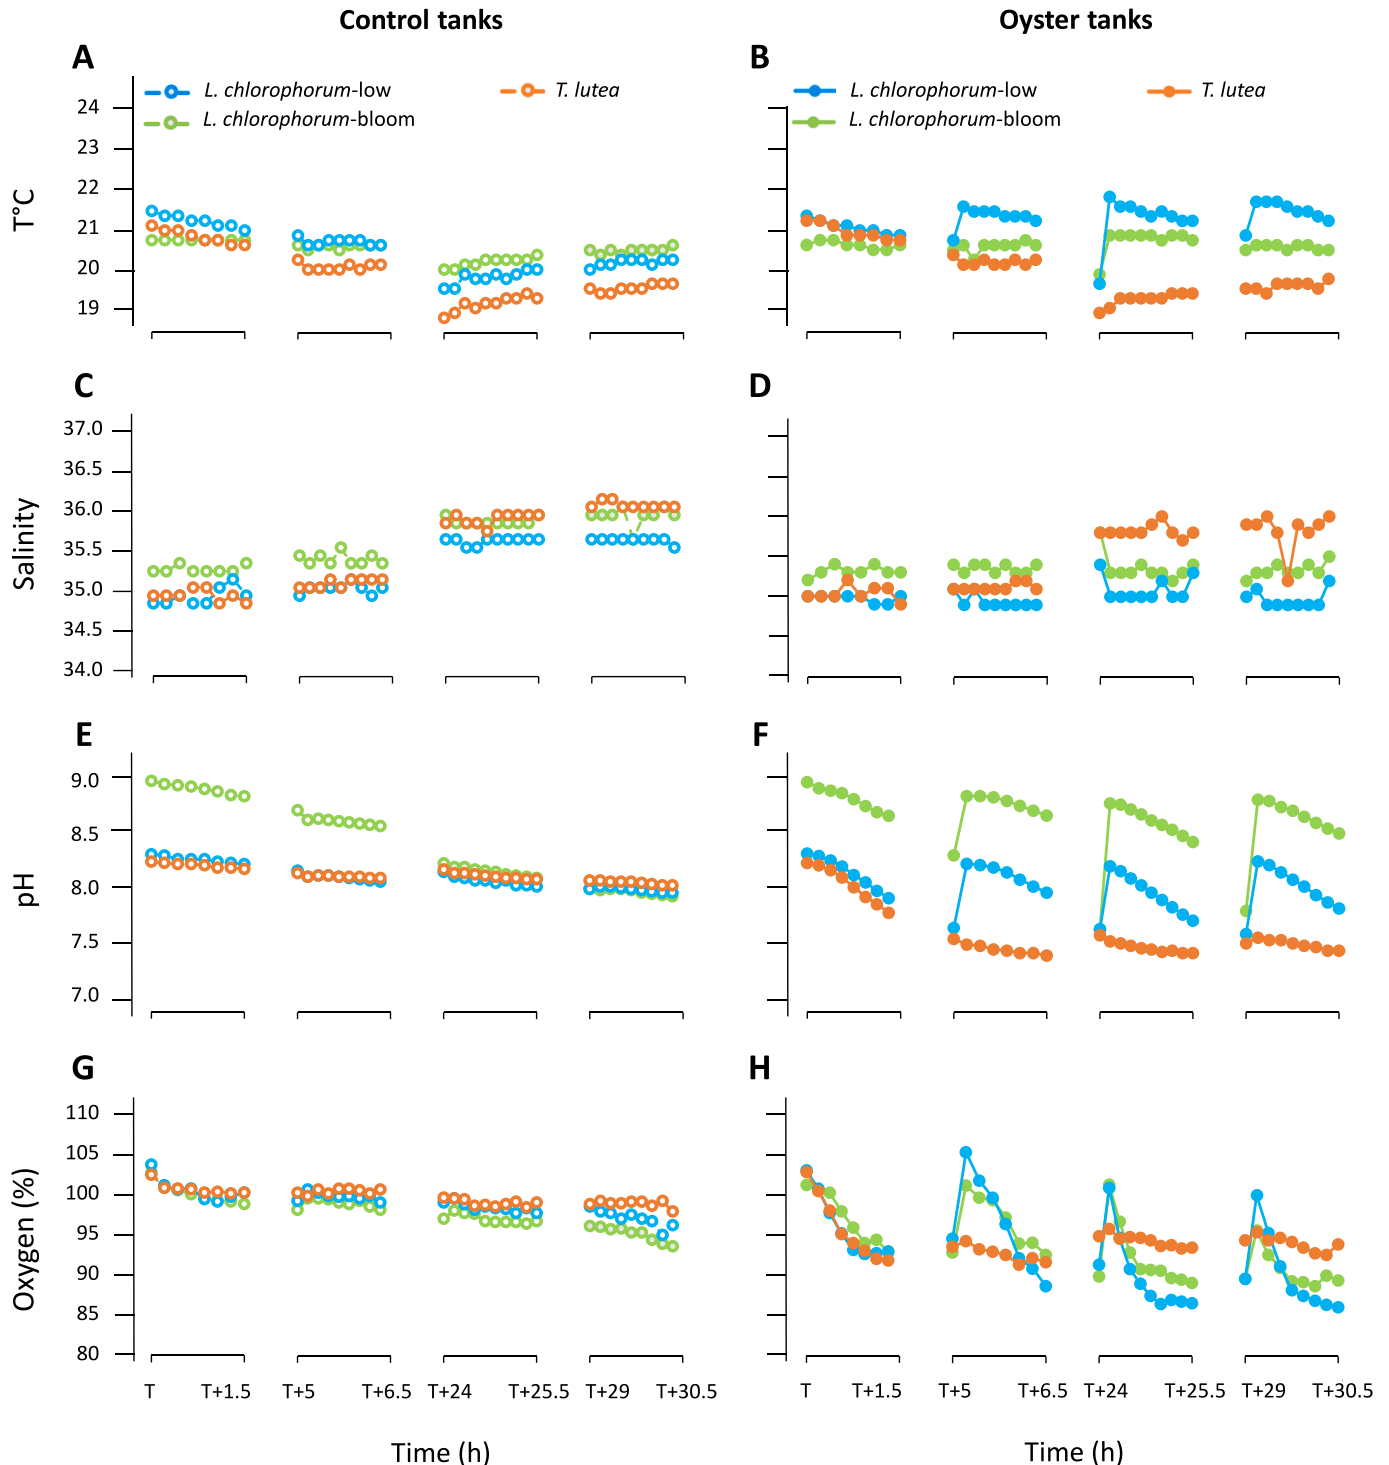 Control tanks
Oyster tanks
A
B
L. chlorophorum-low
T. lutea
L. chlorophorum-bloom
L. chlorophorum-low
T. lutea
L. chlorophorum-bloom
T°C
24
23
22
21
20
19
C
D
Salinity
37.0
36.5
36.0
35.5
35.0
34.5
34.0
E
F
pH
9.0
8.5
8.0
7.5
7.0
G
H
Oxygen (%)
110
105
100
95
90
85
80
T T+1.5 T+5 T+6.5 T+24 T+25.5 T+29 T+30.5
T T+1.5 T+5 T+6.5 T+24 T+25.5 T+29 T+30.5
Time (h)
Time (h)